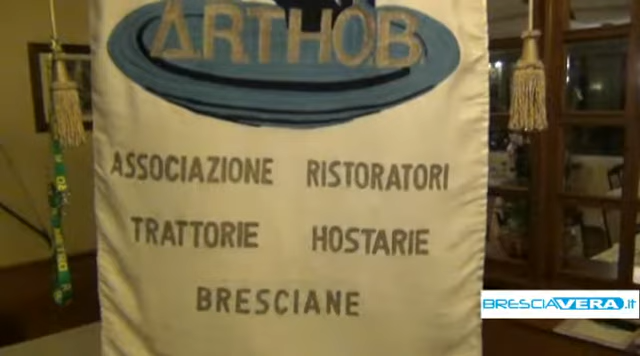 ARTHOB
ASSOCIAZIONE RISTORATORI
TRATTORIE HOSTARIE
BRESCIANE
BRESCIAVERA.it